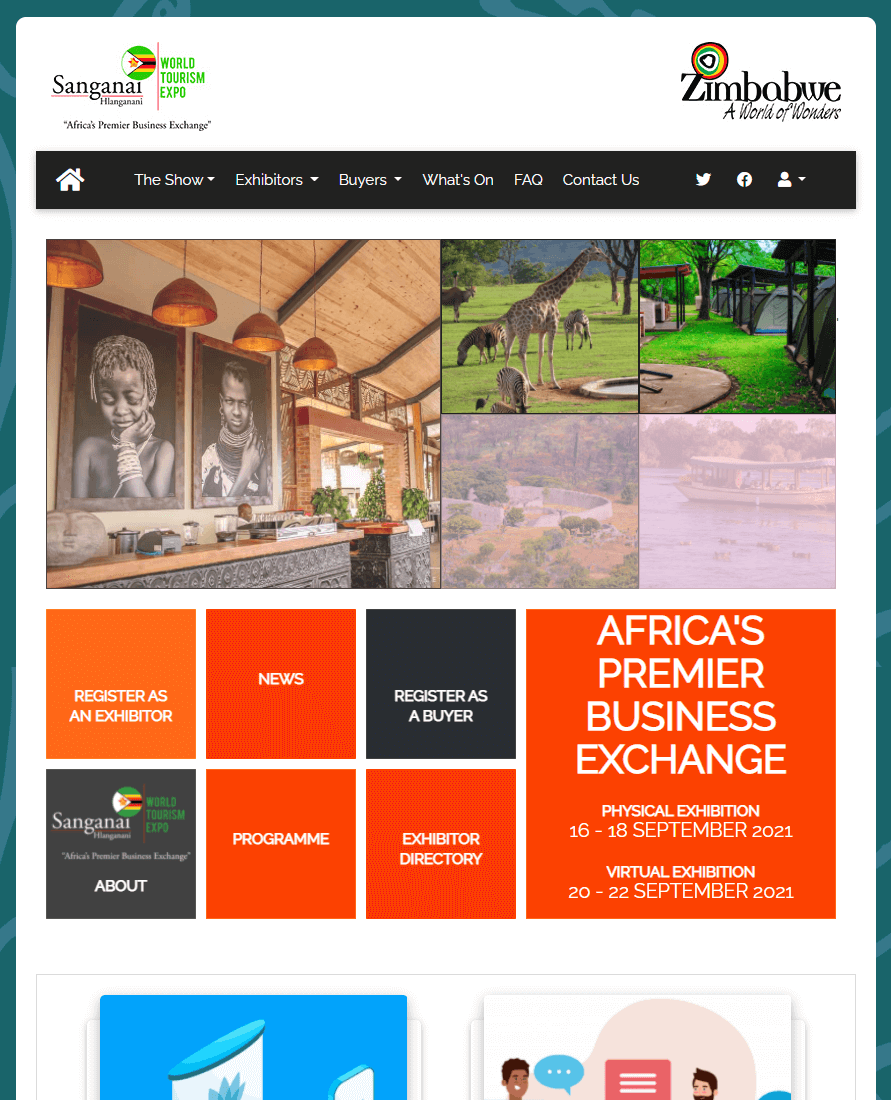 WORLD
TOURISM
EXPO
Sanganai
Hlanganani
"Africa's Premier Business Exchange"
Zimbabwe
A World of Wonders
The Show Exhibitors Buyers What's On FAQ Contact Us
REGISTER AS
AN EXHIBITOR
NEWS
REGISTER AS
A BUYER
AFRICA'S
PREMIER
BUSINESS
EXCHANGE
PHYSICAL EXHIBITION
16 - 18 SEPTEMBER 2021
VIRTUAL EXHIBITION
20 - 22 SEPTEMBER 2021
WORLD
TOURISM
EXPO
Sanganai
Hlanganani
"Africa's Premier Business Exchange"
ABOUT
PROGRAMME
EXHIBITOR
DIRECTORY